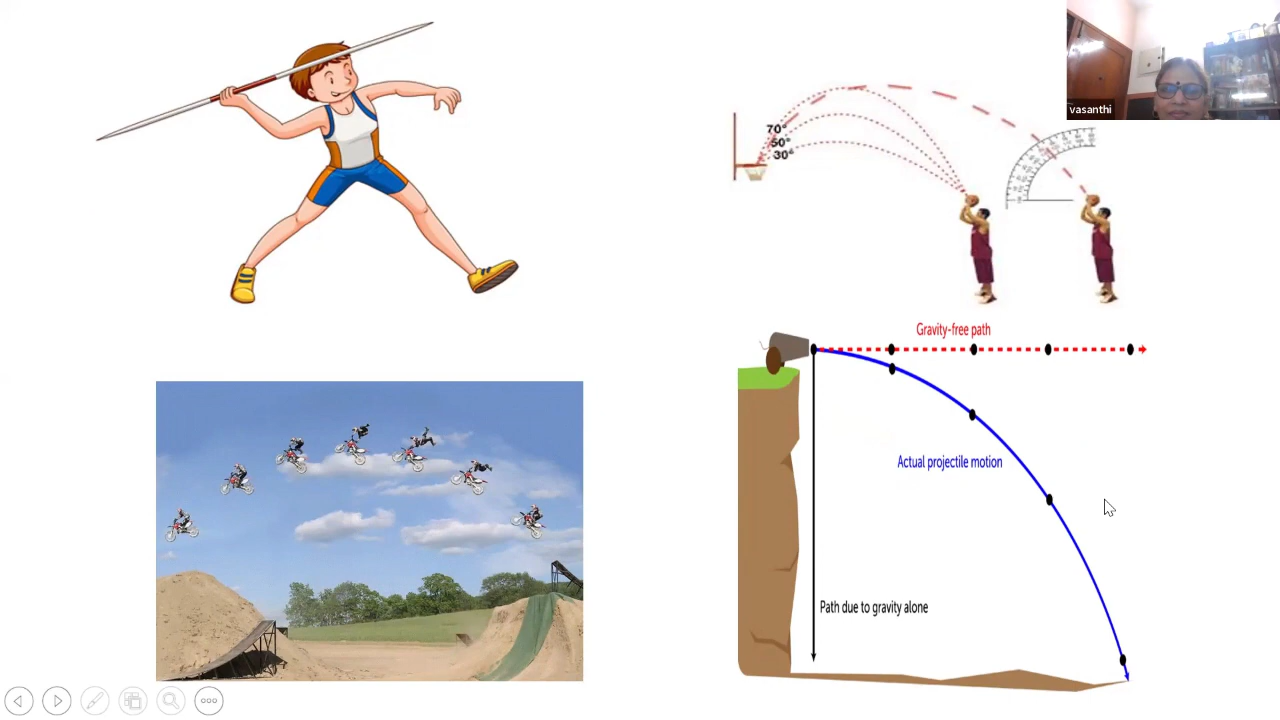 vasanthi
70°
50°
30°
Gravity-free path
Actual projectile motion
Path due to gravity alone